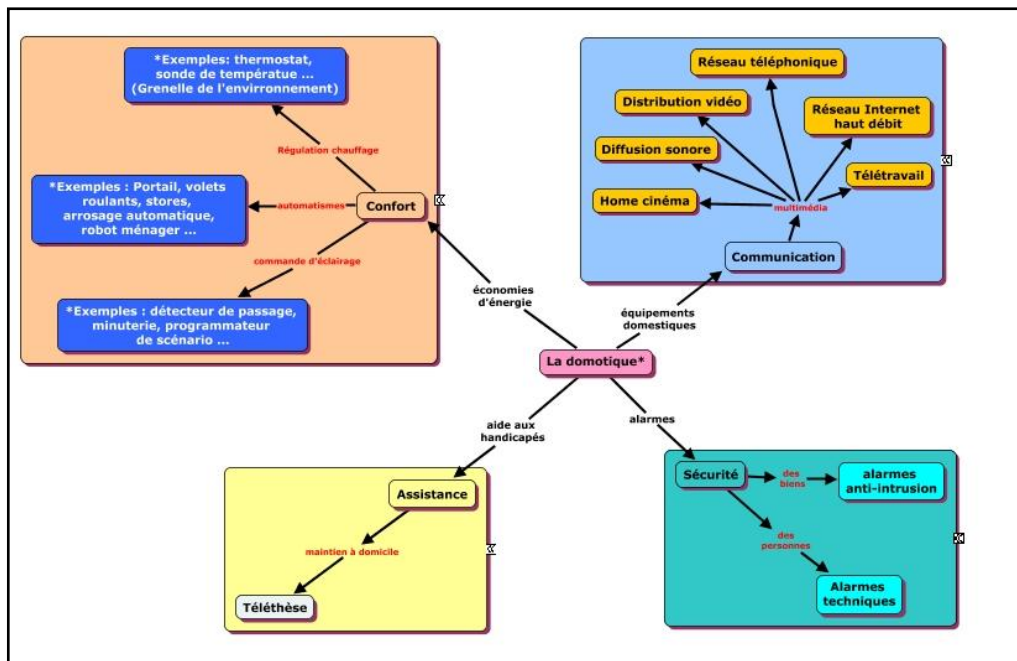 *Exemples: thermostat,
sonde de températue ...
(Grenelle de l'envirronnement)
Régulation chauffage
*Exemples : Portail, volets
roulants, stores,
arrosage automatique,
robot ménager ...
automatismes
Confort
commande d'éclairage
*Exemples : détecteur de passage,
minuterie, programmateur
de scénario ...
économies
d'énergie
Réseau téléphonique
Distribution vidéo
Réseau Internet
haut débit
Diffusion sonore
Télétravail
Home cinéma
multimédia
Communication
équipements
domestiques
La domotique*
aide aux
handicapés
alarmes
Assistance
maintien à domicile
Téléthèse
Sécurité
des
biens
alarmes
anti-intrusion
des
personnes
Alarmes
techniques